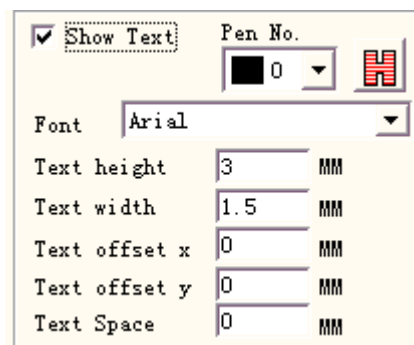 Show Text Pen No.
0 H
Font Arial
Text height 3 MM
Text width 1.5 MM
Text offset x 0 MM
Text offset y 0 MM
Text Space 0 MM